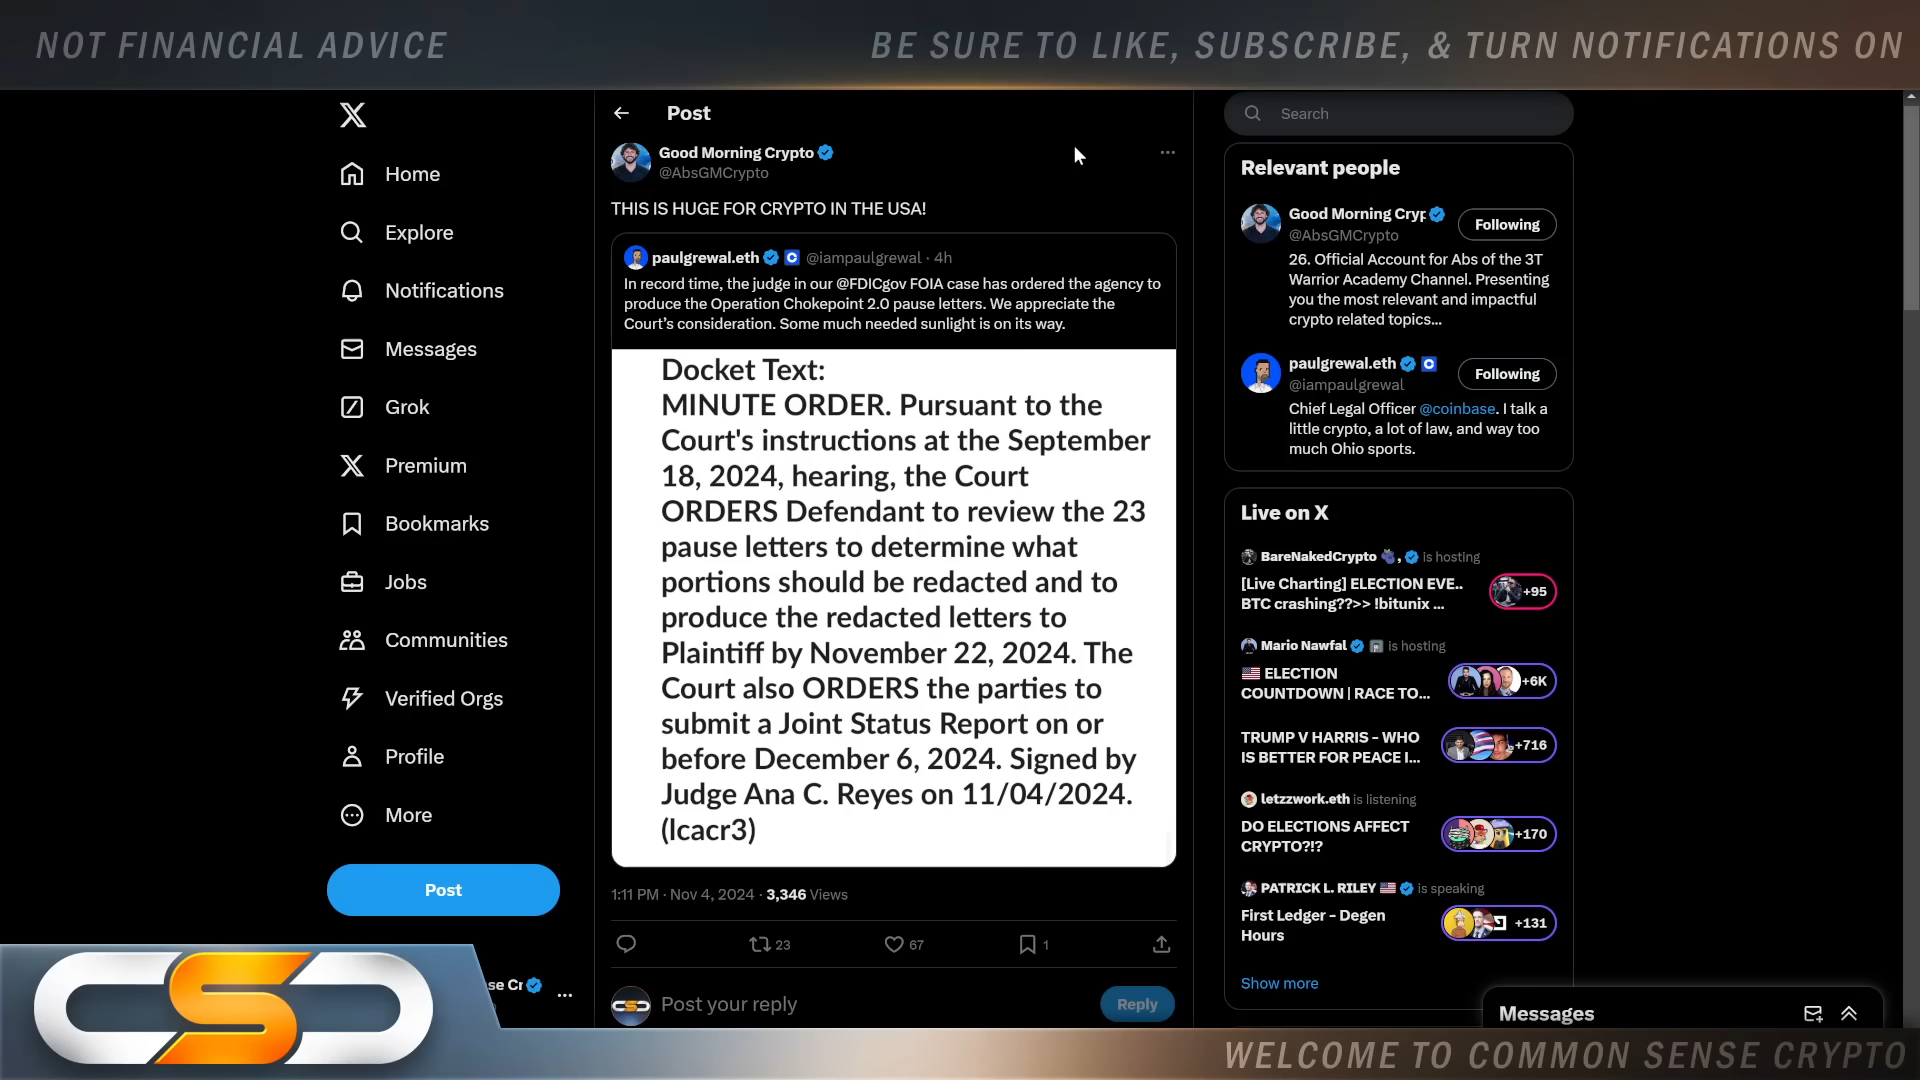 NOT FINANCIAL ADVICE
BE SURE TO LIKE, SUBSCRIBE, & TURN NOTIFICATIONS ON
Home
Explore
Notifications
Messages
Grok
Premium
Bookmarks
Jobs
Communities
Verified Orgs
Profile
More
Post
se Cr
Post
Good Morning Crypto
@AbsGMCrypto
THIS IS HUGE FOR CRYPTO IN THE USA!
paulgrewal.eth @iampaulgrewal · 4h
In record time, the judge in our @FDICgov FOIA case has ordered the agency to
produce the Operation Chokepoint 2.0 pause letters. We appreciate the
Court's consideration. Some much needed sunlight is on its way.
Docket Text:
MINUTE ORDER. Pursuant to the
Court's instructions at the September
18, 2024, hearing, the Court
ORDERS Defendant to review the 23
pause letters to determine what
portions should be redacted and to
produce the redacted letters to
Plaintiff by November 22, 2024. The
Court also ORDERS the parties to
submit a Joint Status Report on or
before December 6, 2024. Signed by
Judge Ana C. Reyes on 11/04/2024.
(lcacr3)
1:11 PM · Nov 4, 2024 · 3,346 Views
23 67 1
Post your reply
Reply
Search
Relevant people
Good Morning Cryp
Following
@AbsGMCrypto
26. Official Account for Abs of the 3T
Warrior Academy Channel. Presenting
you the most relevant and impactful
crypto related topics...
paulgrewal.eth
Following
@iampaulgrewal
Chief Legal Officer @coinbase. I talk a
little crypto, a lot of law, and way too
much Ohio sports.
Live on X
BareNakedCrypto , is hosting
[Live Charting] ELECTION EVE..
BTC crashing??>> !bitunix ...
+95
Mario Nawfal is hosting
ELECTION
COUNTDOWN | RACE TO...
+6K
TRUMP V HARRIS - WHO
IS BETTER FOR PEACE I...
+716
letzzwork.eth is listening
DO ELECTIONS AFFECT
CRYPTO?!?
+170
PATRICK L. RILEY is speaking
First Ledger - Degen
Hours
+131
Show more
Messages
CSC
WELCOME TO COMMON SENSE CRYPTO